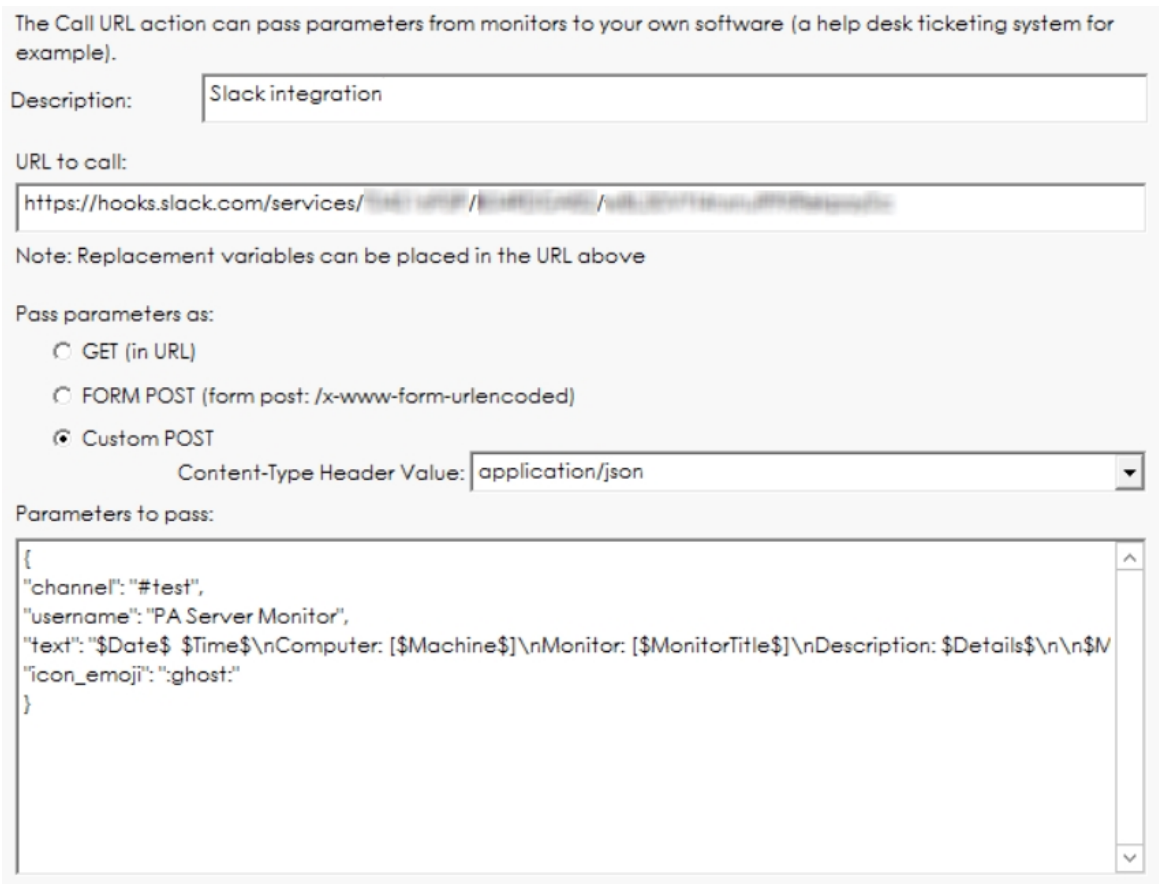 The Call URL action can pass parameters from monitors to your own software (a help desk ticketing system for
example).
Description: Slack integration
URL to call:
https://hooks.slack.com/services/ / /
Note: Replacement variables can be placed in the URL above
Pass parameters as:
GET (in URL)
FORM POST (form post: /x-www-form-urlencoded)
Custom POST
Content-Type Header Value: application/json
Parameters to pass:
{
"channel": "#test",
"username": "PA Server Monitor",
"text": "$Date$  $Time$\nComputer: [$Machine$]\nMonitor: [$MonitorTitle$]\nDescription: $Details$\n\n$M
"icon_emoji": ":ghost:"
}